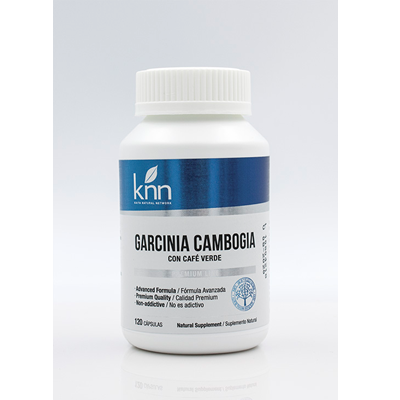 knn
GARCINIA CAMBOGIA
CON CAFÉ VERDE
Advanced Formula / Fórmula Avanzada
Premium Quality / Calidad Premium
Non-addictive / No es adictivo
120 CÁPSULAS
Natural Supplement / Suplemento Natural